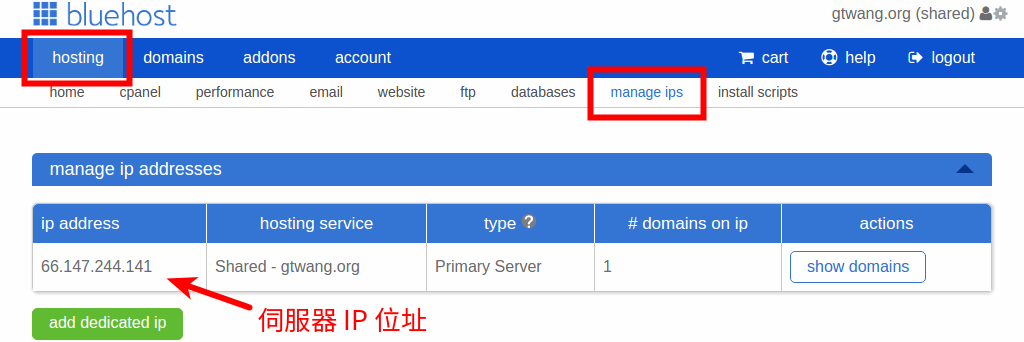 bluehost
gtwang.org (shared)
hosting domains addons account cart help logout
home cpanel performance email website ftp databases manage ips install scripts
manage ip addresses
ip address hosting service type ? # domains on ip actions
66.147.244.141 Shared - gtwang.org Primary Server 1 show domains
add dedicated ip
伺服器 IP 位址